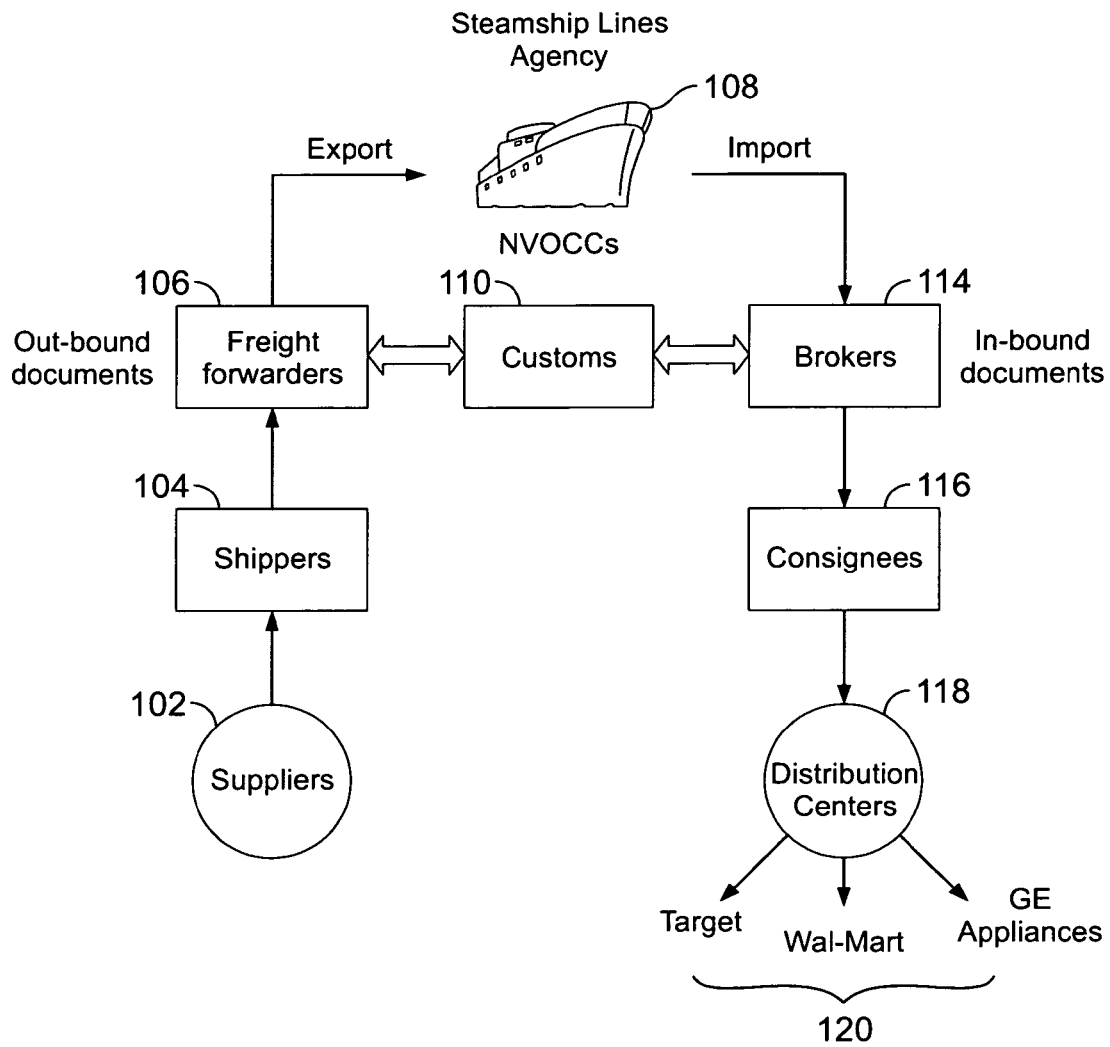 Steamship Lines
Agency
108
Export
Import
NVOCCs
106
110
114
Out-bound
documents
Freight
forwarders
Customs
Brokers
In-bound
documents
104
116
Shippers
Consignees
102
118
Suppliers
Distribution
Centers
Target
Wal-Mart
GE
Appliances
120